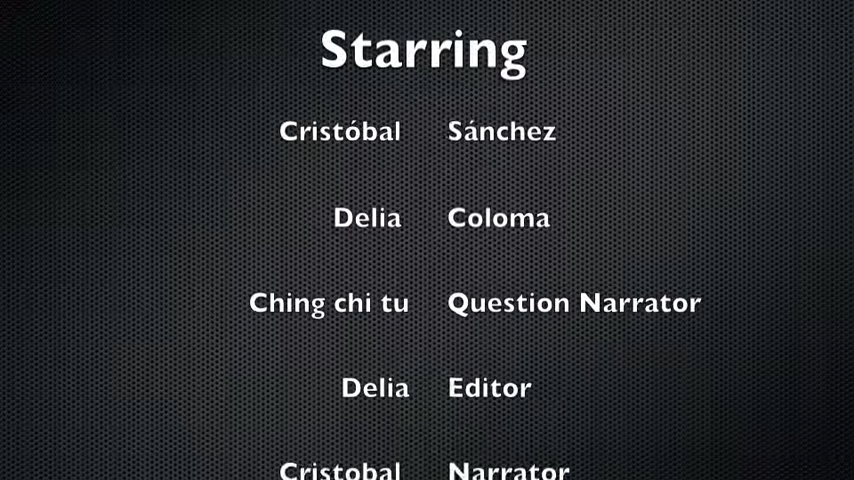 Starring
Cristóbal Sánchez
Delia Coloma
Ching chi tu Question Narrator
Delia Editor
Cristobal Narrator